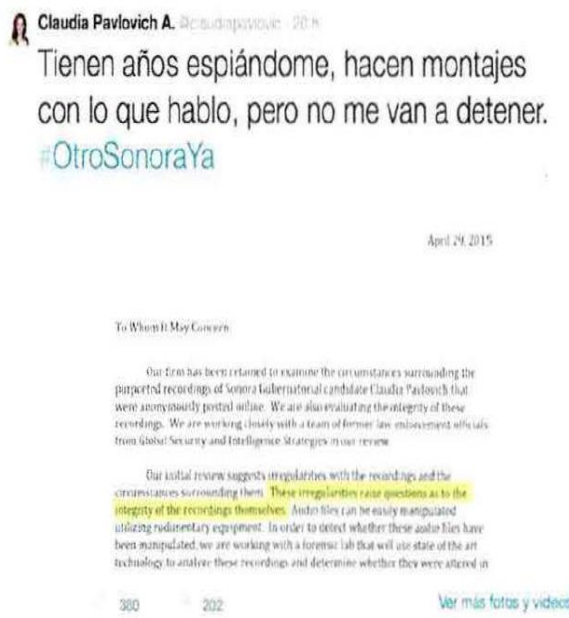 Claudia Pavlovich A. @claudiapavlovic · 20 h
Tienen años espiándome, hacen montajes
con lo que hablo, pero no me van a detener.
#OtroSonoraYa
April 29, 2015
To Whom It May Concern
Our firm has been retained to examine the circumstances surrounding the
purported recordings of Sonora Gubernatorial candidate Claudia Pavlovich that
were anonymously posted online. We are also evaluating the integrity of these
recordings. We are working closely with a team of former law enforcement officials
from Global Security and Intelligence Strategies in our review
Our initial review suggests irregularities with the recordings and the
circumstances surrounding them. These irregularities raise questions as to the
integrity of the recordings themselves. Audio files can be easily manipulated
utilizing rudimentary equipment. In order to detect whether these audio files have
been manipulated, we are working with a forensic lab that will use state of the art
technology to analyze these recordings and determine whether they were altered in
380 202 Ver más fotos y videos